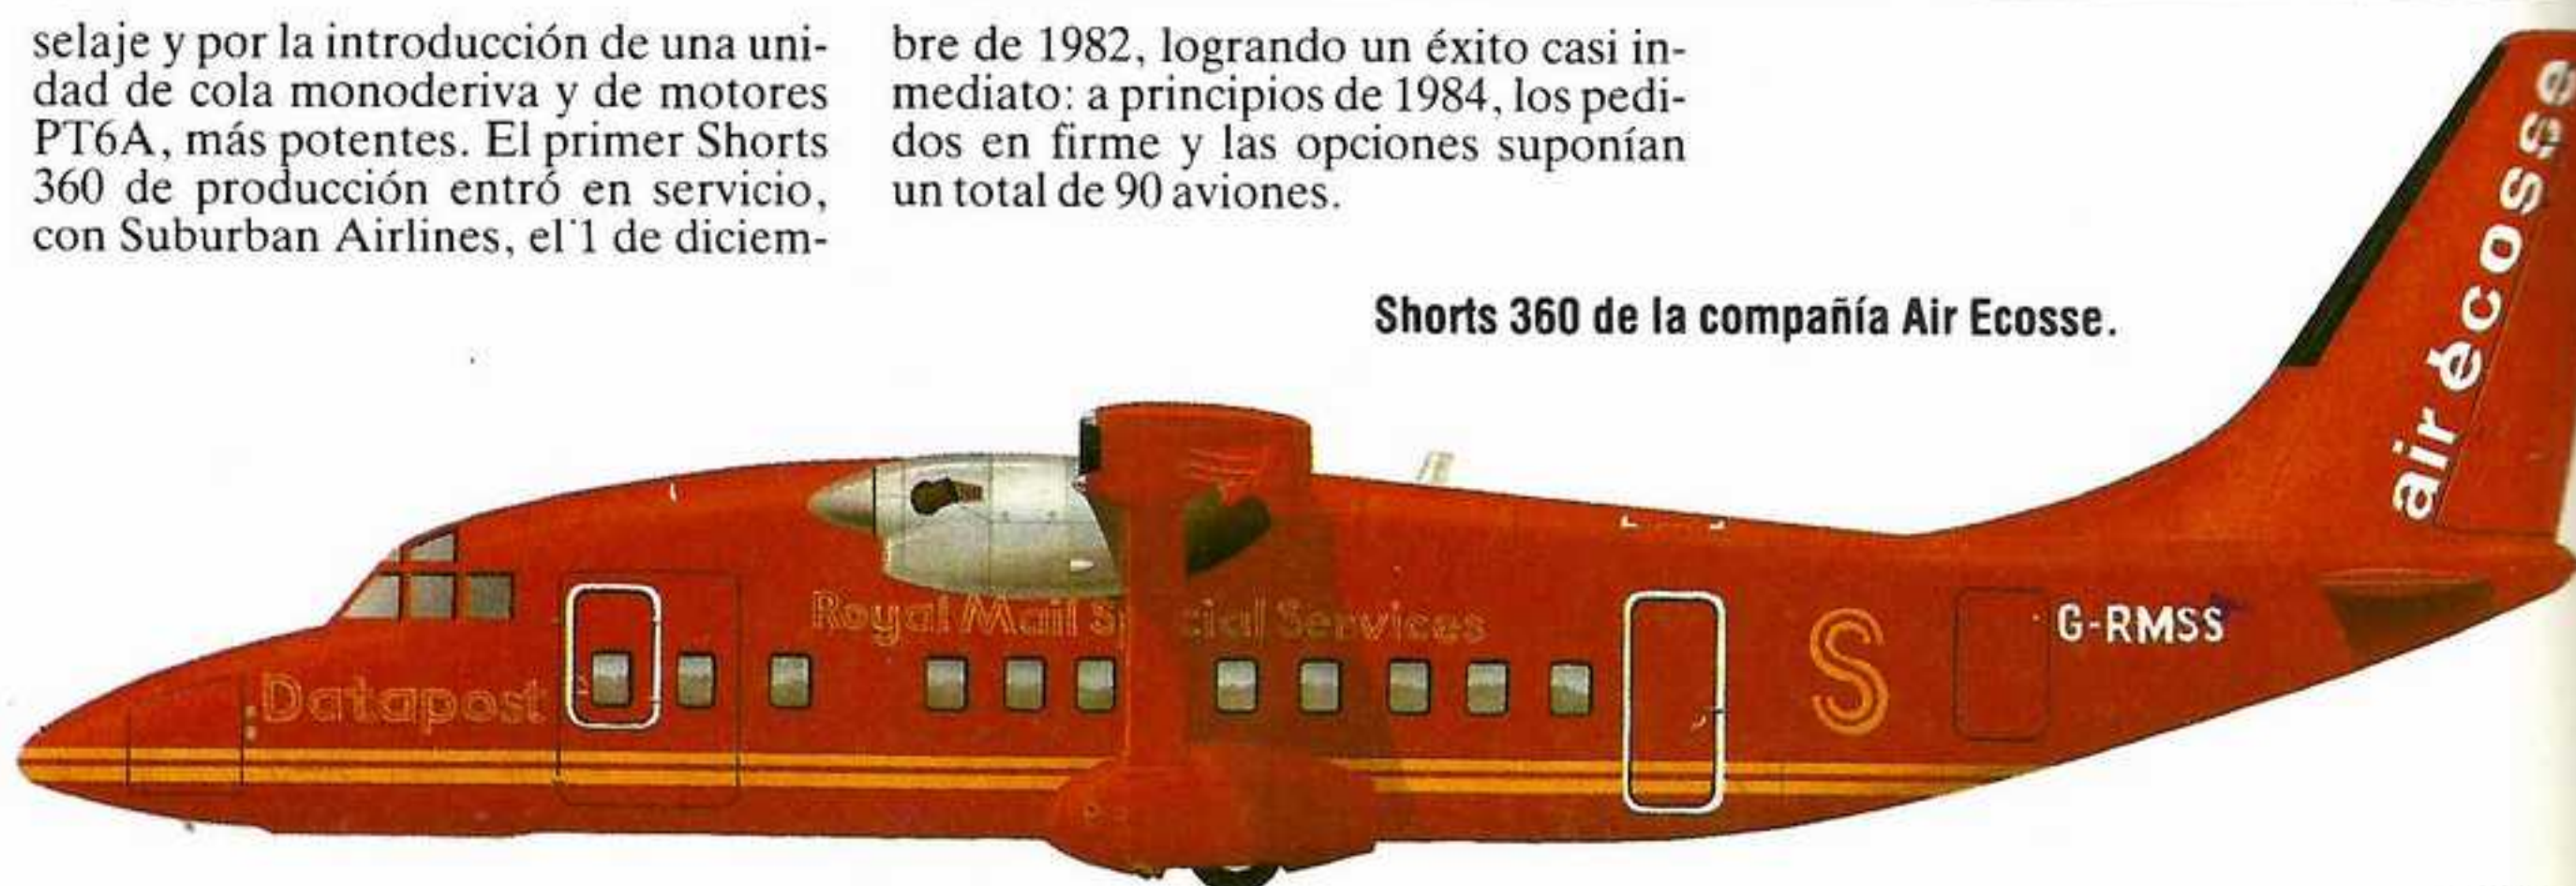 selaje y por la introducción de una uni-
dad de cola monoderiva y de motores
PT6A, más potentes. El primer Shorts
360 de producción entró en servicio,
con Suburban Airlines, el 1 de diciem-
bre de 1982, logrando un éxito casi in-
mediato: a principios de 1984, los pedi-
dos en firme y las opciones suponían
un total de 90 aviones.
Shorts 360 de la compañía Air Ecosse.
air écosse
Royal Mail Sp cial Services
Datapost
S
G-RMSS